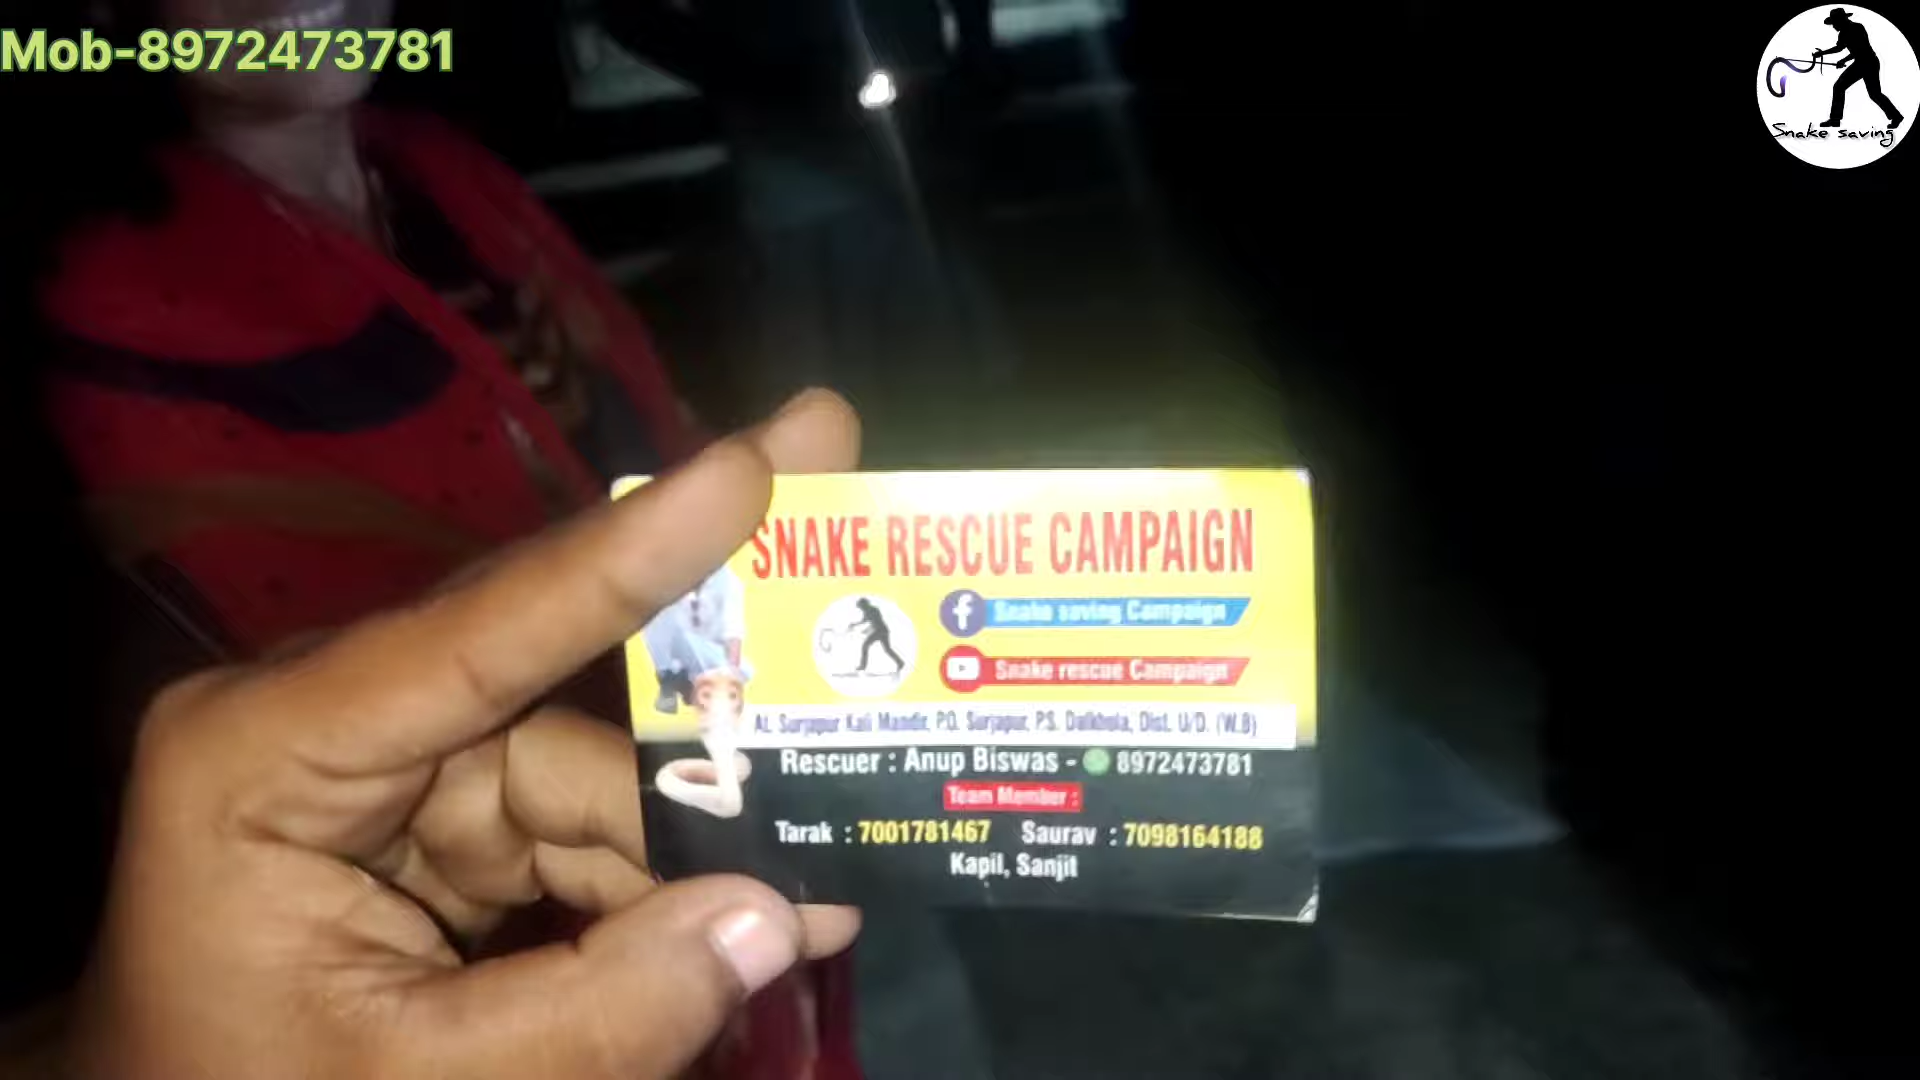 Mob-8972473781
Snake saving
SNAKE RESCUE CAMPAIGN
Snake saving Campaign
Snake rescue Campaign
At. Surjapur Kali Mandir, P.O. Surjapur, P.S. Dalkhola, Dist. U/D. (W.B)
Rescuer : Anup Biswas - 8972473781
Team Member :
Tarak : 7001781467 Saurav : 7098164188
Kapil, Sanjit